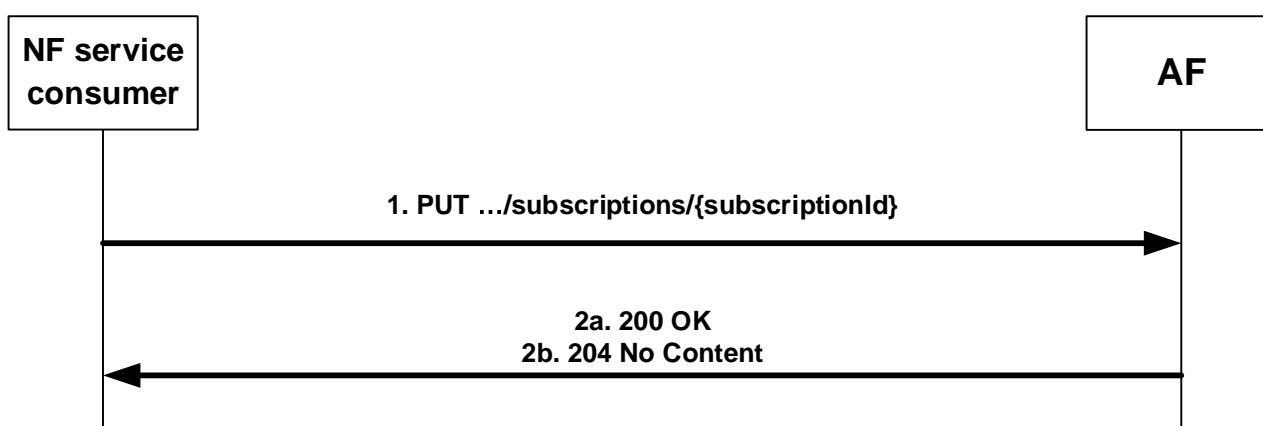 NF service
consumer
AF
1. PUT …/subscriptions/{subscriptionId}
2a. 200 OK
2b. 204 No Content